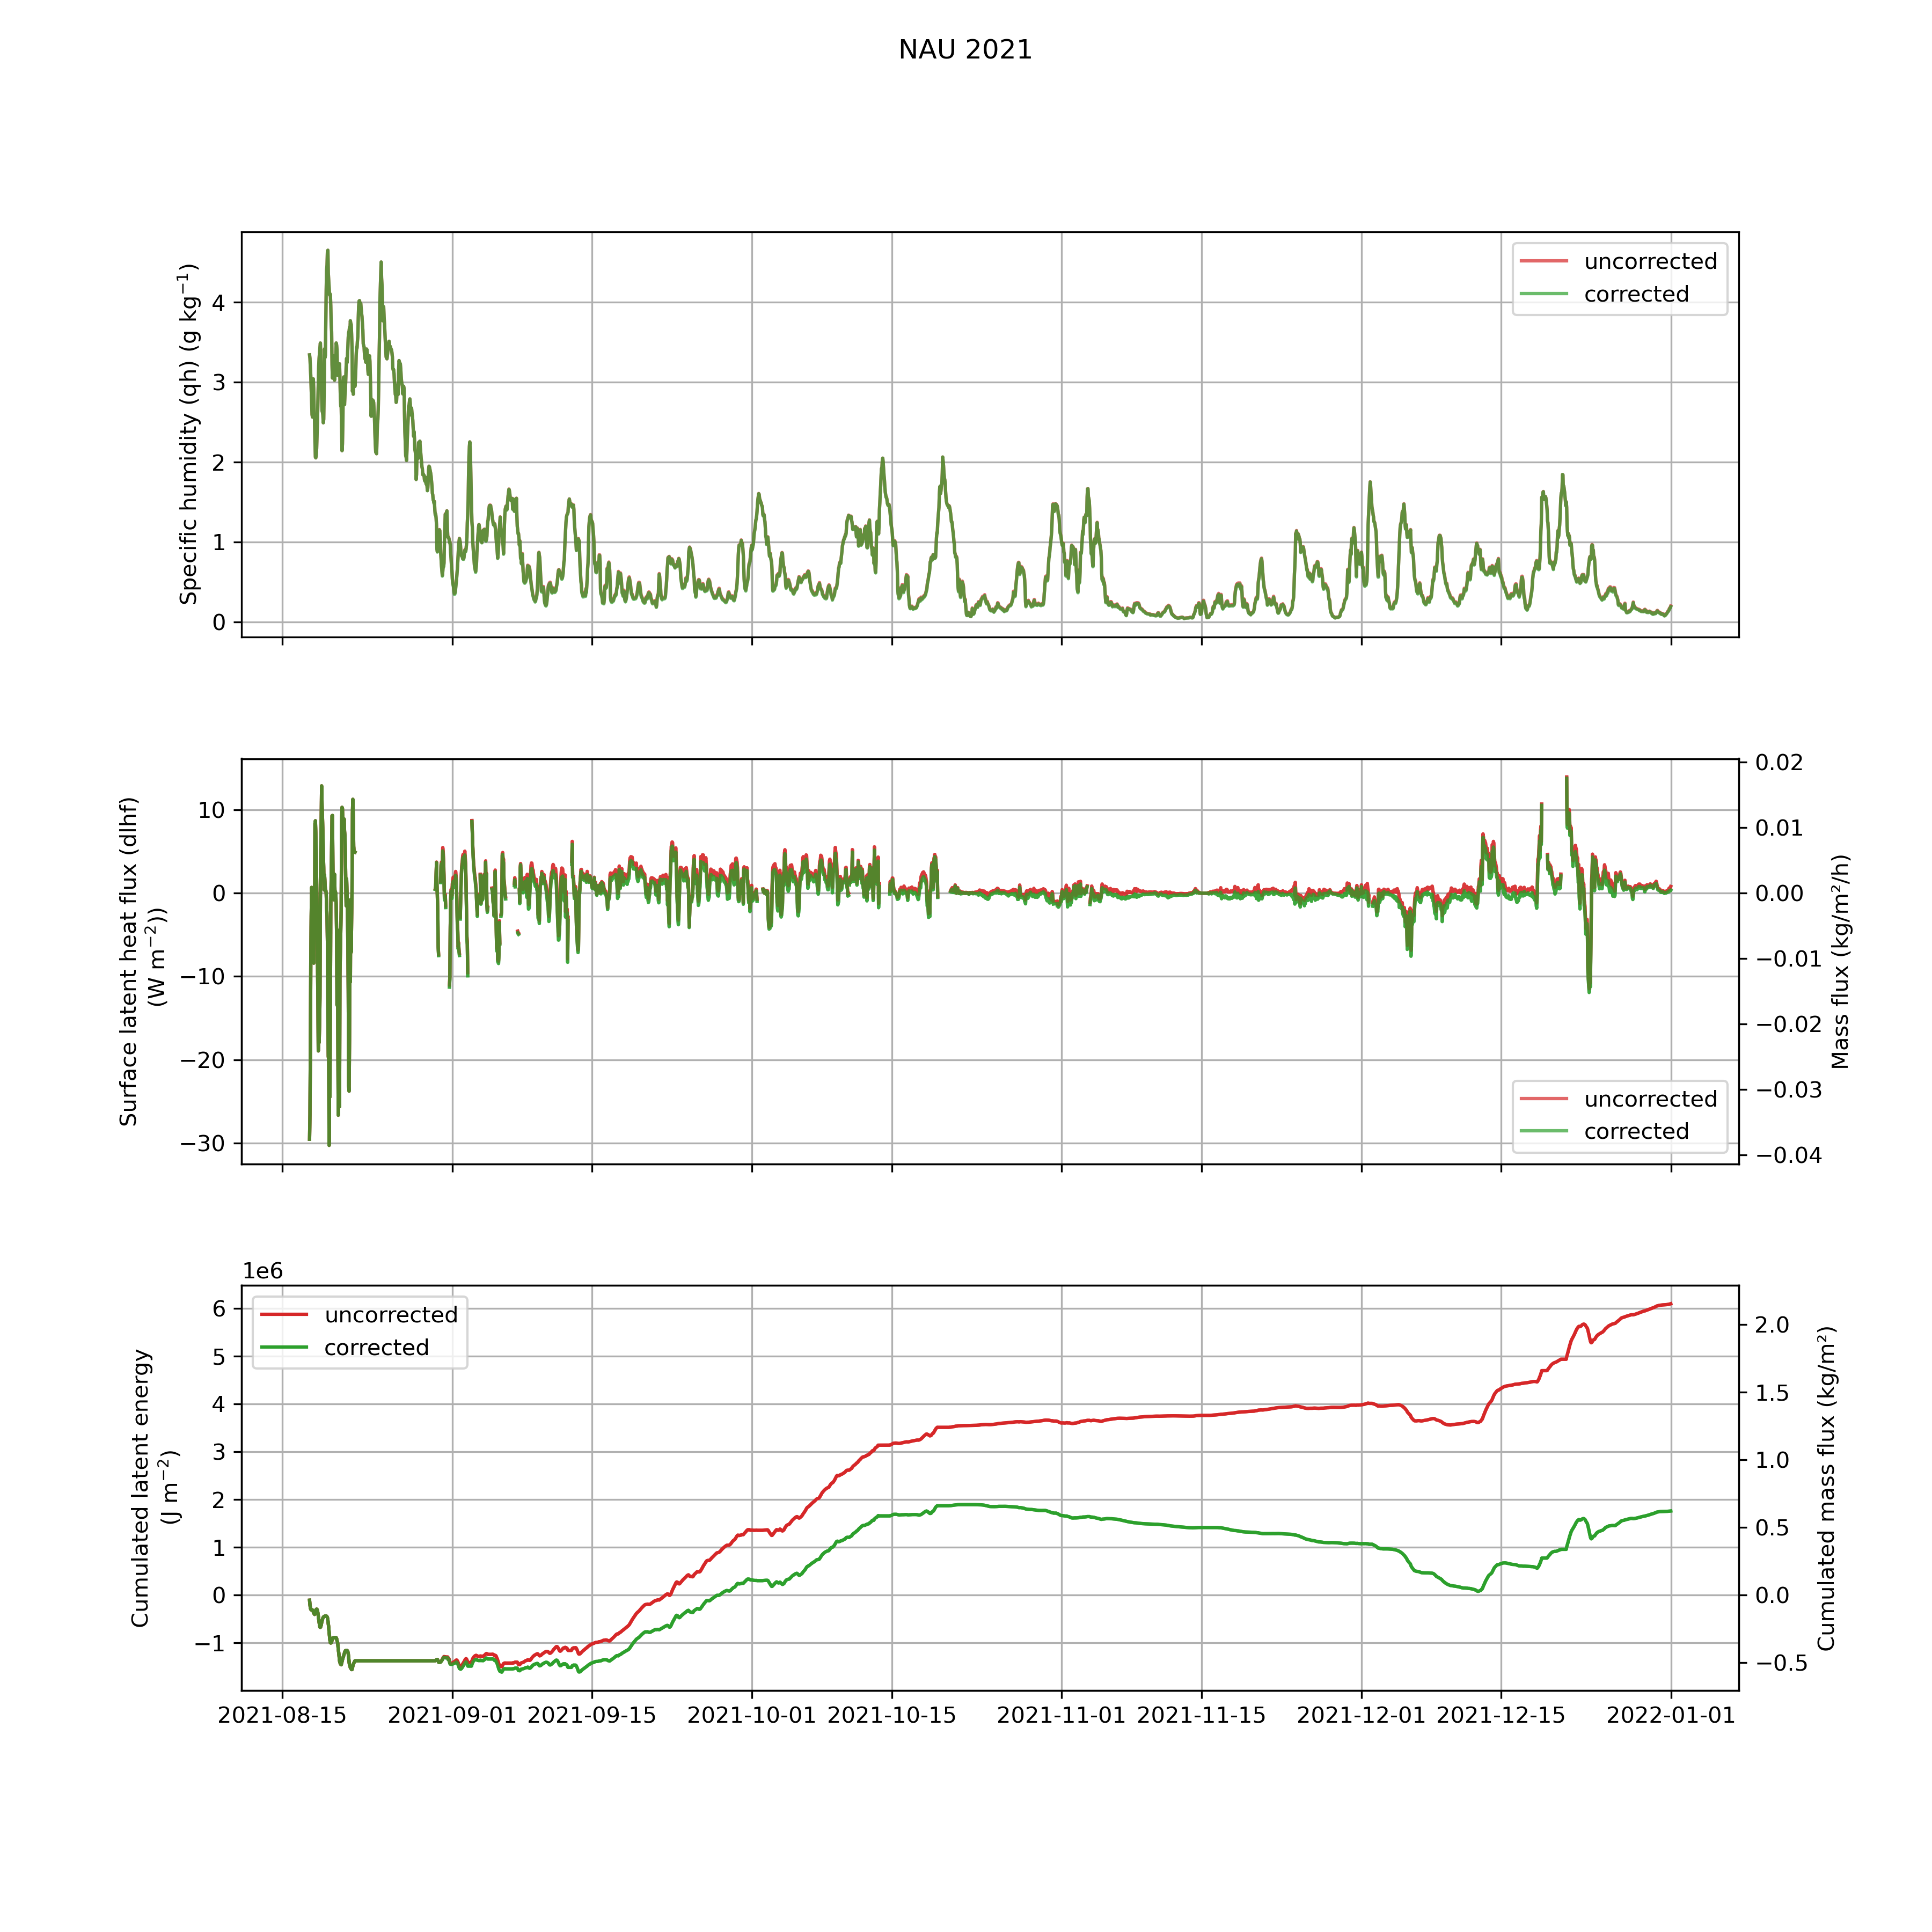 NAU 2021
Specific humidity (qh) (g kg⁻¹)
4
3
2
1
0
uncorrected
corrected
Surface latent heat flux (dlhf)
(W m⁻²))
10
0
−10
−20
−30
uncorrected
corrected
0.02
0.01
0.00
−0.01
−0.02
−0.03
−0.04
Mass flux (kg/m²/h)
1e6
Cumulated latent energy
(J m⁻²)
6
5
4
3
2
1
0
−1
uncorrected
corrected
2.0
1.5
1.0
0.5
0.0
−0.5
Cumulated mass flux (kg/m²)
2021-08-15 2021-09-01 2021-09-15 2021-10-01 2021-10-15 2021-11-01 2021-11-15 2021-12-01 2021-12-15 2022-01-01